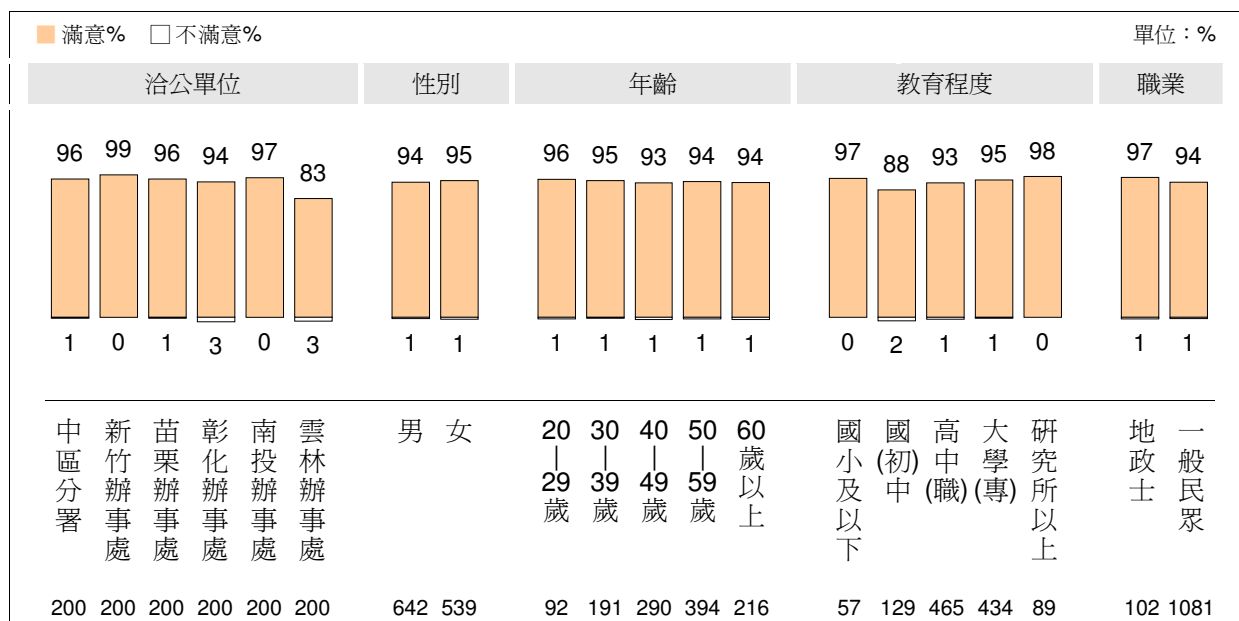 滿意% 不滿意% 單位：%
洽公單位 性別 年齡 教育程度 職業
96 99 96 94 97 83 94 95 96 95 93 94 94 97 88 93 95 98 97 94
1 0 1 3 0 3 1 1 1 1 1 1 1 0 2 1 1 0 1 1
中區分署
新竹辦事處
苗栗辦事處
彰化辦事處
南投辦事處
雲林辦事處
男
女
20｜29歲
30｜39歲
40｜49歲
50｜59歲
60歲以上
國小及以下
國(初)中
高中(職)
大學(專)
研究所以上
地政士
一般民眾
200 200 200 200 200 200 642 539 92 191 290 394 216 57 129 465 434 89 102 1081